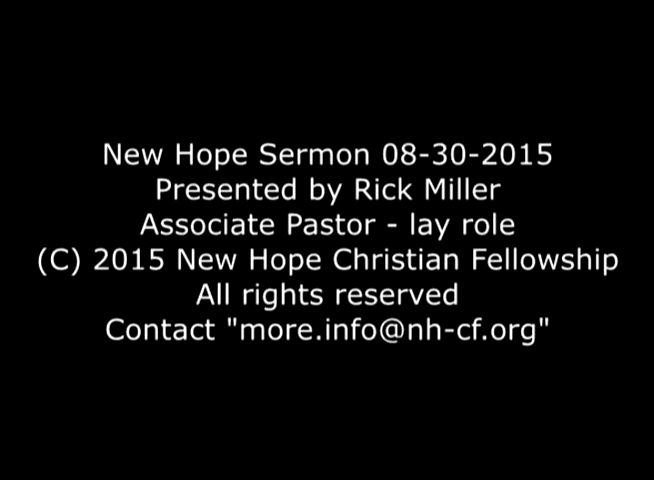 New Hope Sermon 08-30-2015
Presented by Rick Miller
Associate Pastor - lay role
(C) 2015 New Hope Christian Fellowship
All rights reserved
Contact "more.info@nh-cf.org"